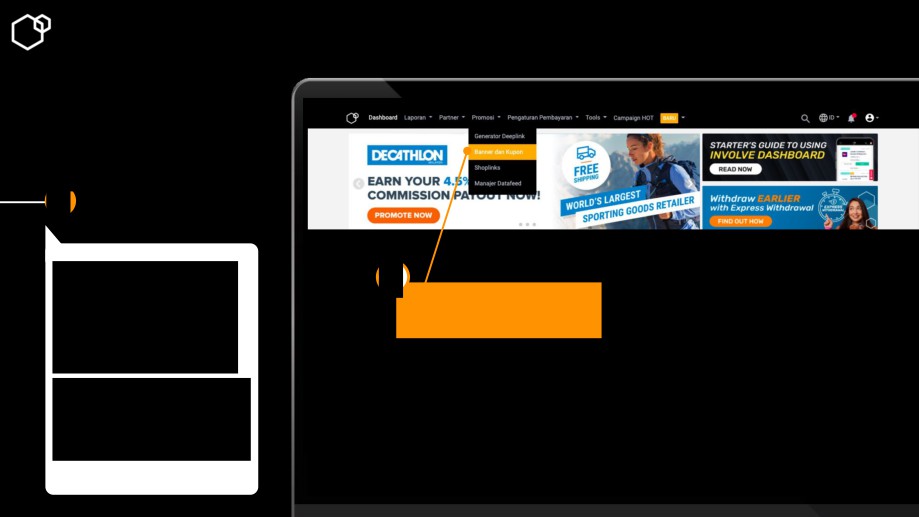 Dashboard Laporan Partner Promosi Pengaturan Pembayaran Tools Campaign HOT
ID
Generator Deeplink
Banner dan Kupon
Shoplinks
Manajer Datafeed
DECATHLON
EARN YOUR 4.5%
COMMISSION PAYOUT NOW!
PROMOTE NOW
FREE
SHIPPING
WORLD'S LARGEST
SPORTING GOODS RETAILER
STARTER'S GUIDE TO USING
INVOLVE DASHBOARD
READ NOW
Withdraw EARLIER
with Express Withdrawal
FIND OUT HOW